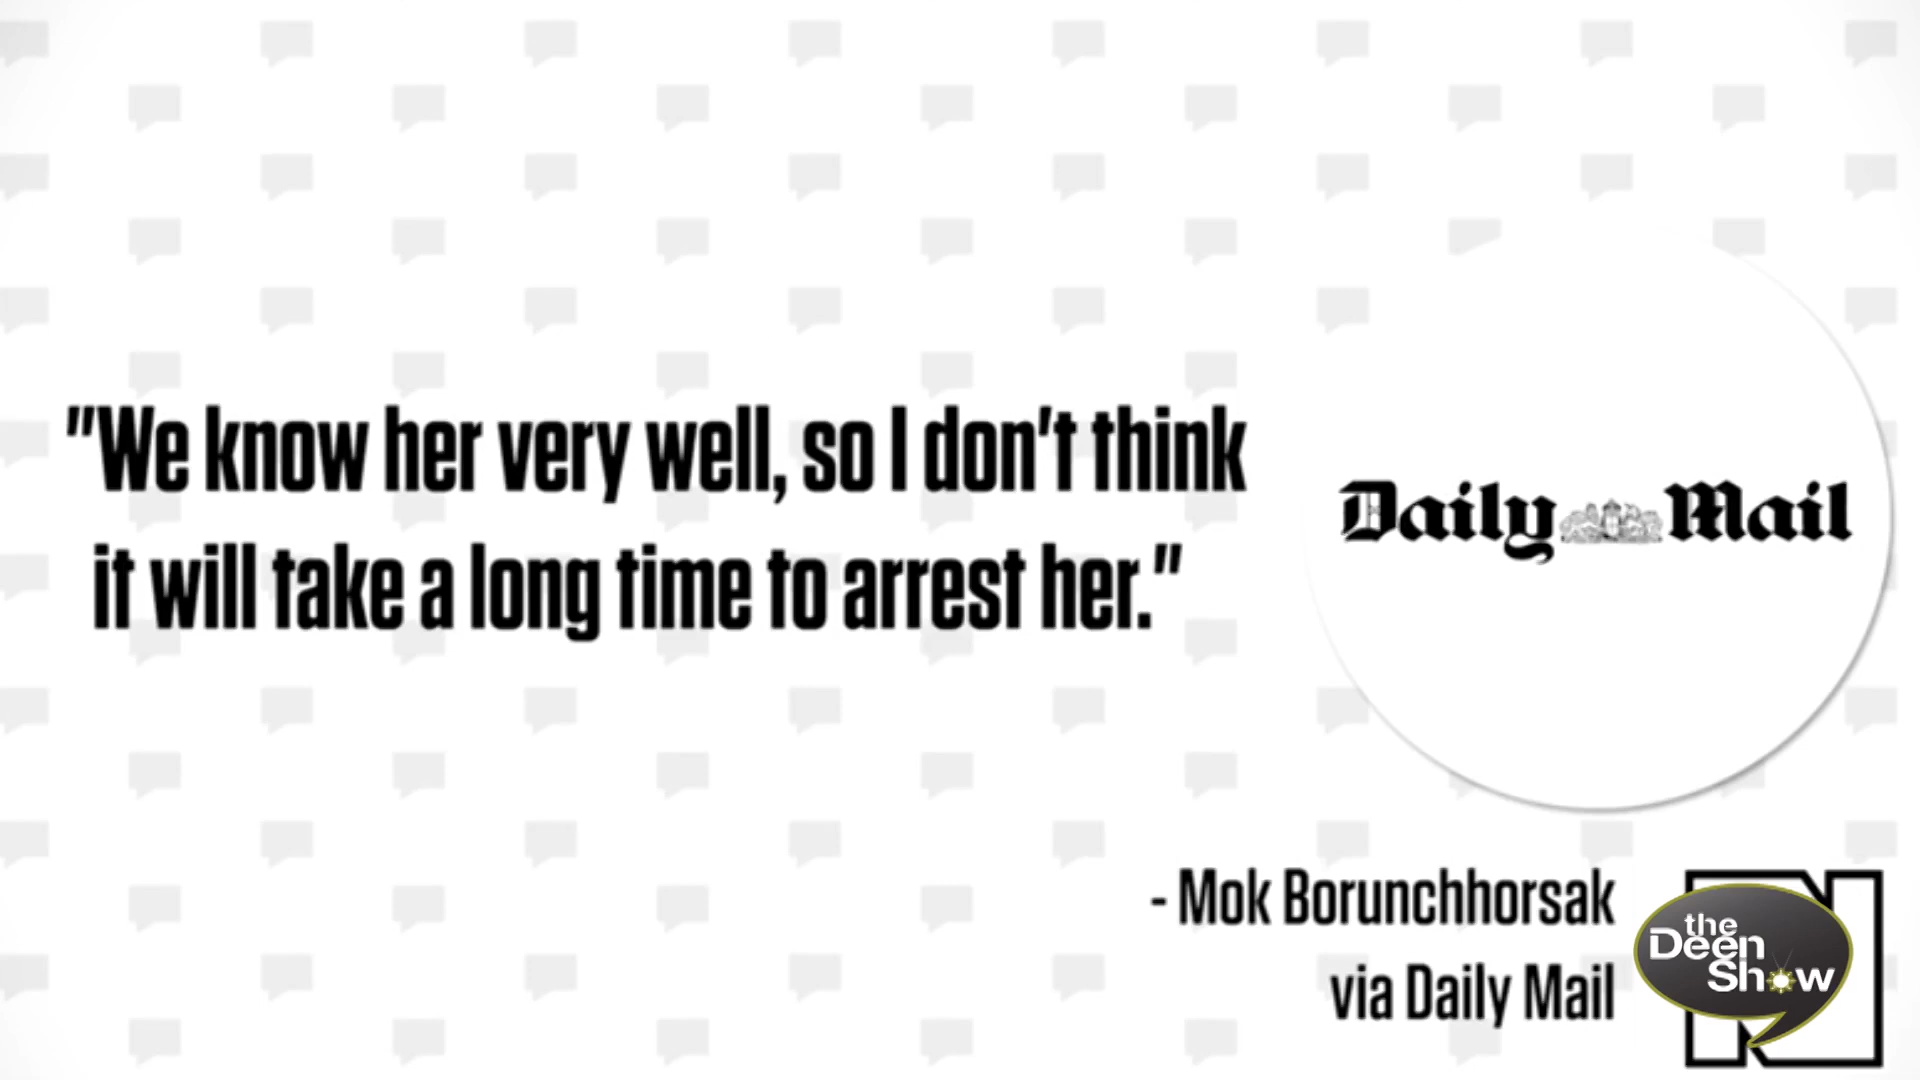 "We know her very well, so I don't think
it will take a long time to arrest her."
Daily Mail
- Mok Borunchhorsak
via Daily Mail
the
Deen
Show
N